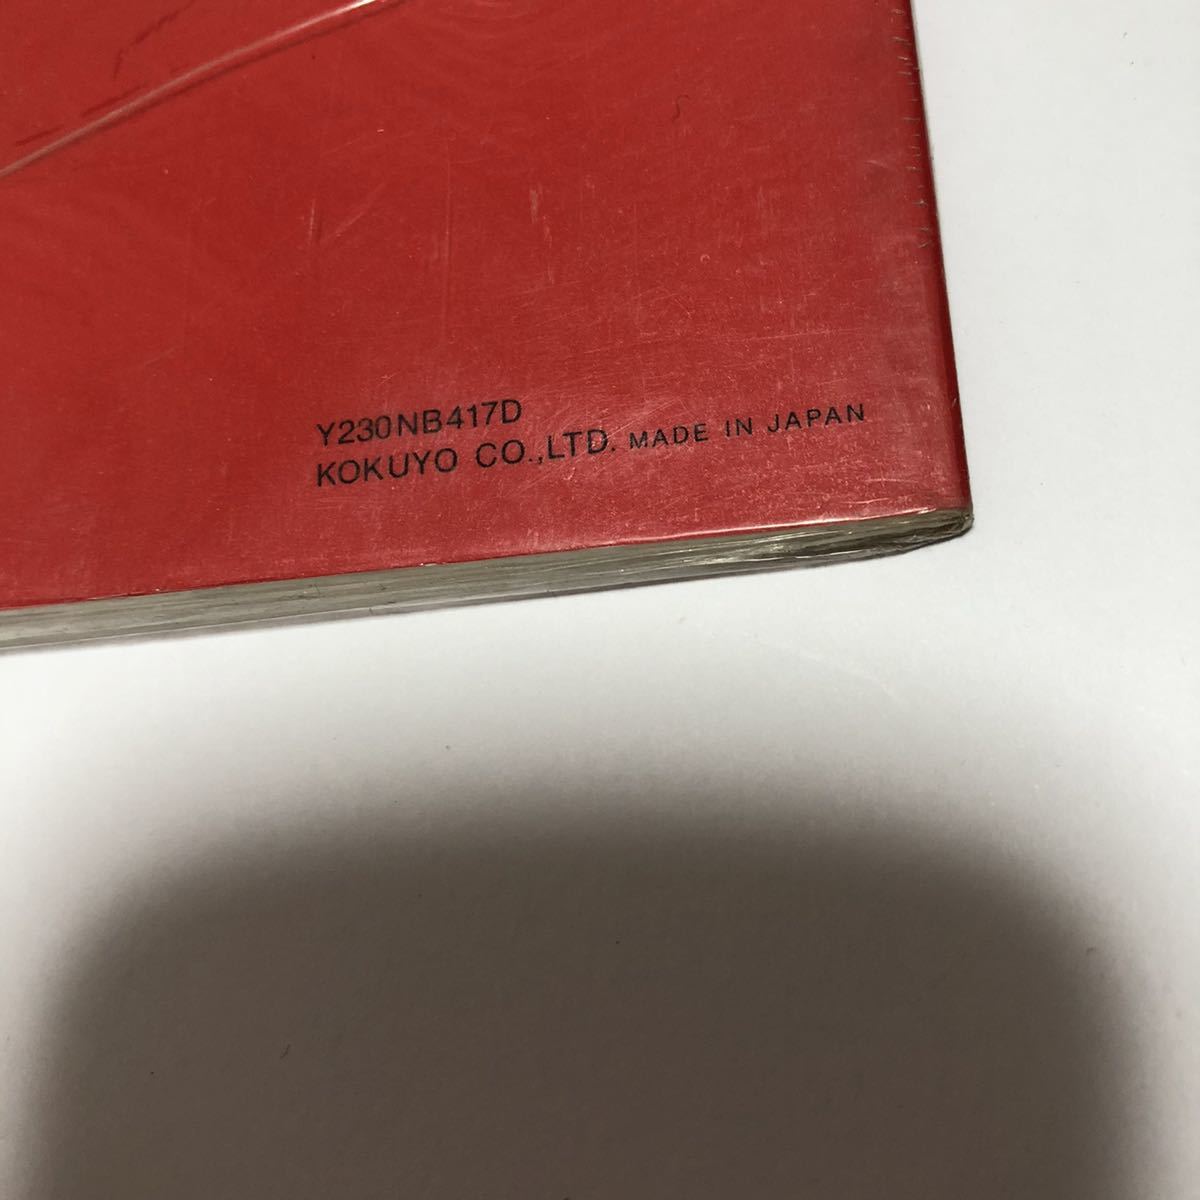 Y230NB417D
KOKUYO CO.,LTD. MADE IN JAPAN